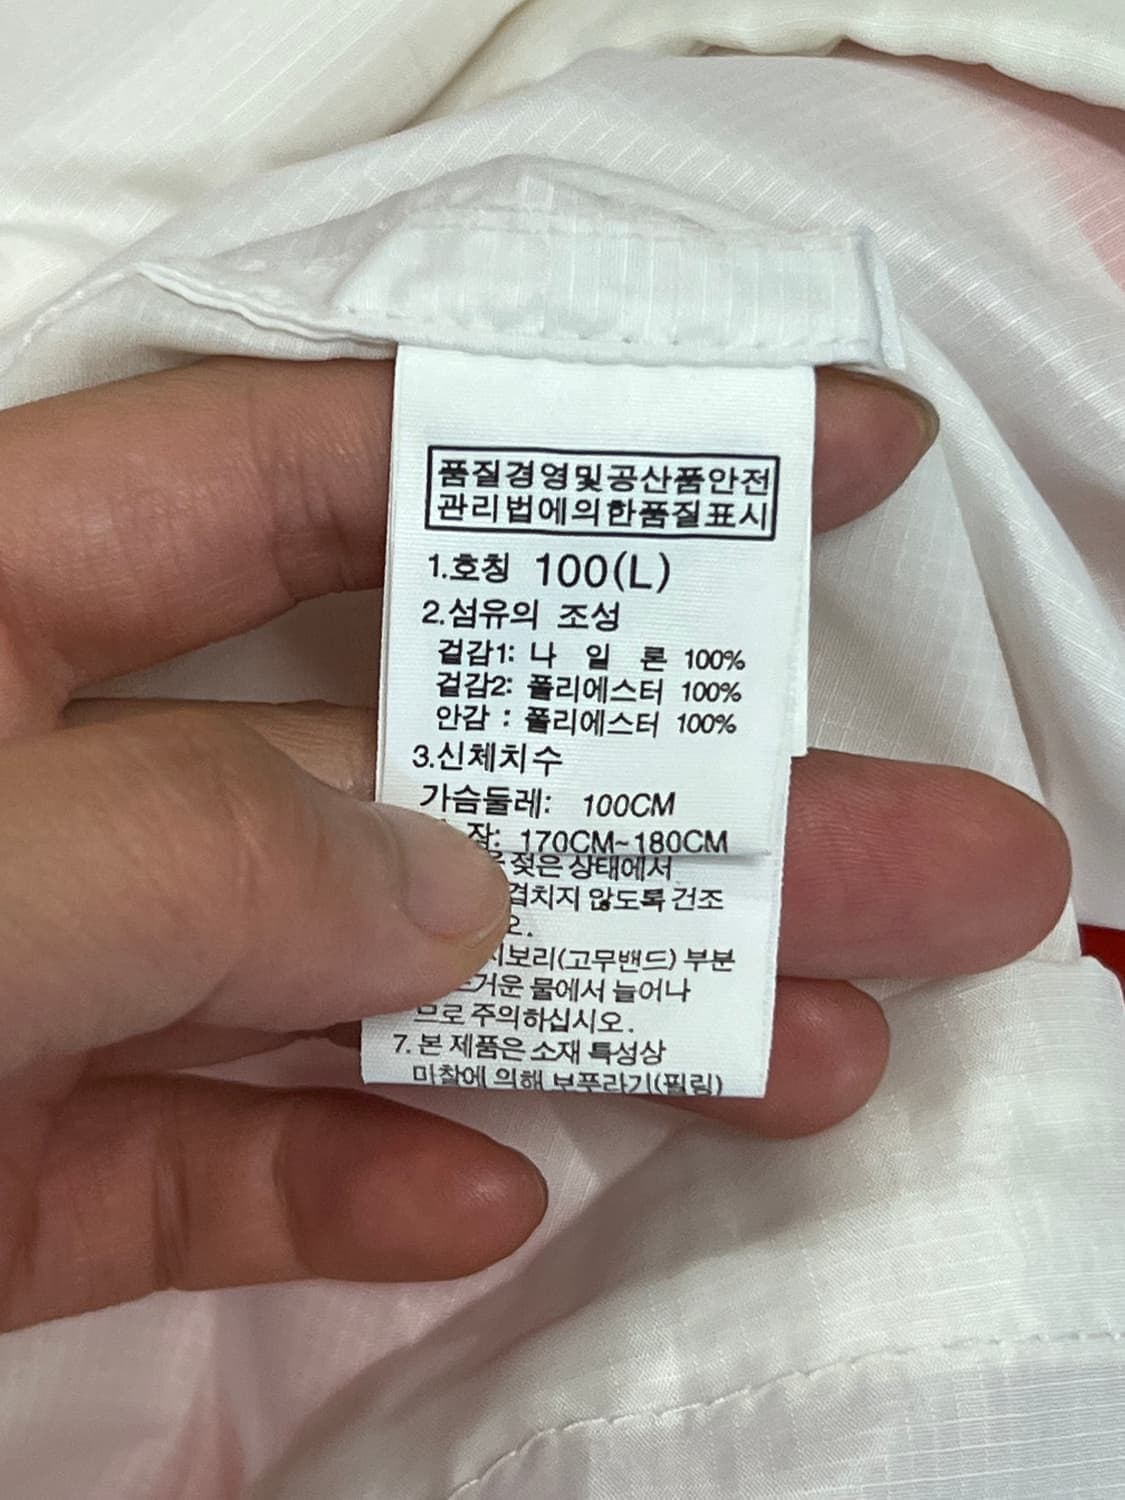 품질경영및공산품안전
관리법에의한품질표시
1.호칭 100(L)
2.섬유의 조성
겉감1: 나 일 론 100%
겉감2: 폴리에스터 100%
안감 : 폴리에스터 100%
3.신체치수
가슴둘레: 100CM
장: 170CM~180CM
젖은 상태에서
겹치지 않도록 건조
오.
시보리(고무밴드) 부분
뜨거운 물에서 늘어나
므로 주의하십시오.
7. 본 제품은 소재 특성상
마찰에 의해 보푸라기(필링)